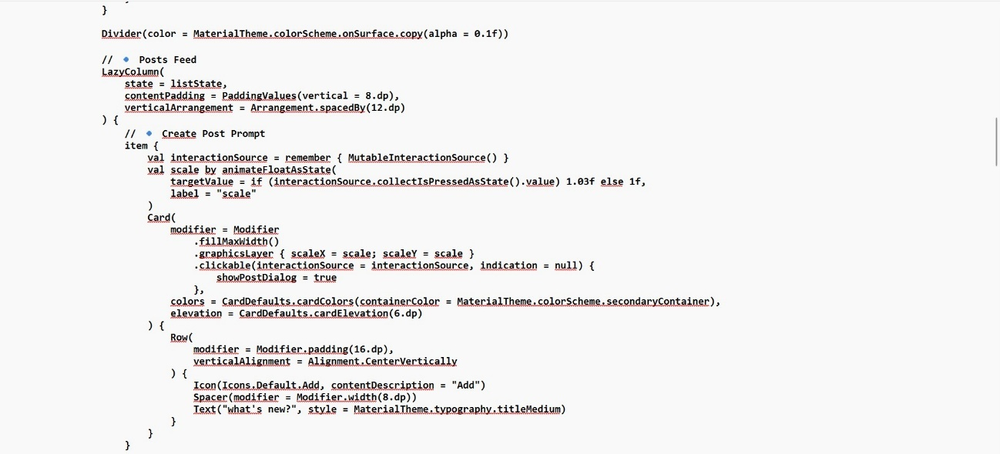 }
Divider(color = MaterialTheme.colorScheme.onSurface.copy(alpha = 0.1f))
// 🔹 Posts Feed
LazyColumn(
    state = listState,
    contentPadding = PaddingValues(vertical = 8.dp),
    verticalArrangement = Arrangement.spacedBy(12.dp)
) {
    // 🔹 Create Post Prompt
    item {
        val interactionSource = remember { MutableInteractionSource() }
        val scale by animateFloatAsState(
            targetValue = if (interactionSource.collectIsPressedAsState().value) 1.03f else 1f,
            label = "scale"
        )
        Card(
            modifier = Modifier
                .fillMaxWidth()
                .graphicsLayer { scaleX = scale; scaleY = scale }
                .clickable(interactionSource = interactionSource, indication = null) {
                    showPostDialog = true
                },
            colors = CardDefaults.cardColors(containerColor = MaterialTheme.colorScheme.secondaryContainer),
            elevation = CardDefaults.cardElevation(6.dp)
        ) {
            Row(
                modifier = Modifier.padding(16.dp),
                verticalAlignment = Alignment.CenterVertically
            ) {
                Icon(Icons.Default.Add, contentDescription = "Add")
                Spacer(modifier = Modifier.width(8.dp))
                Text("what's new?", style = MaterialTheme.typography.titleMedium)
            }
        }
    }